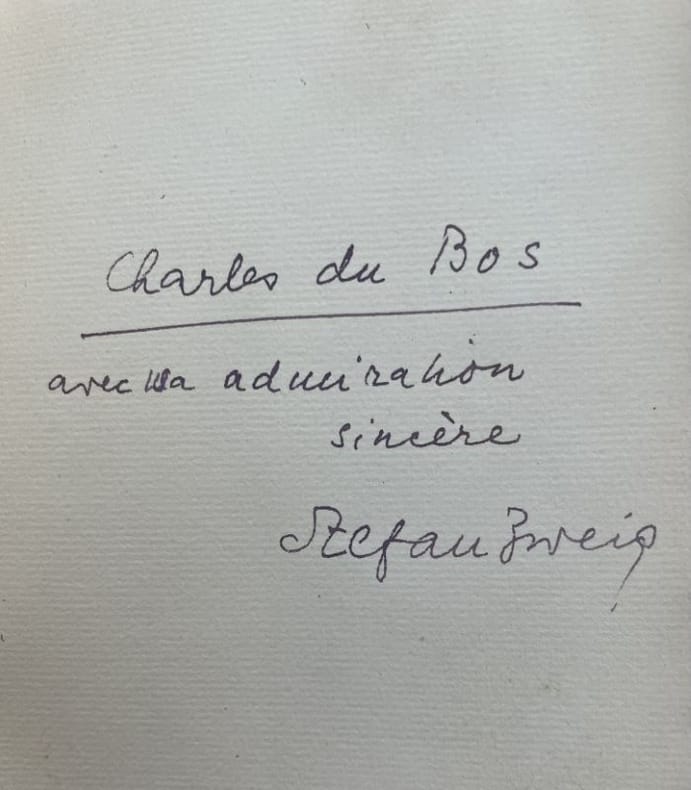 Charles du Bos
avec ma admiration
sincère
Stefan Zweig